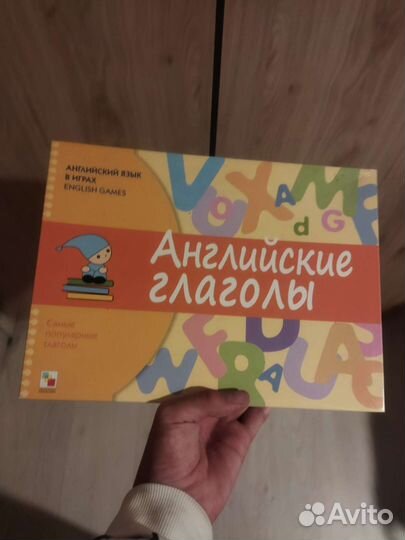 АНГЛИЙСКИЙ ЯЗЫК
В ИГРАХ
ENGLISH GAMES
Английские
глаголы
Самые
популярные
глаголы
Avito